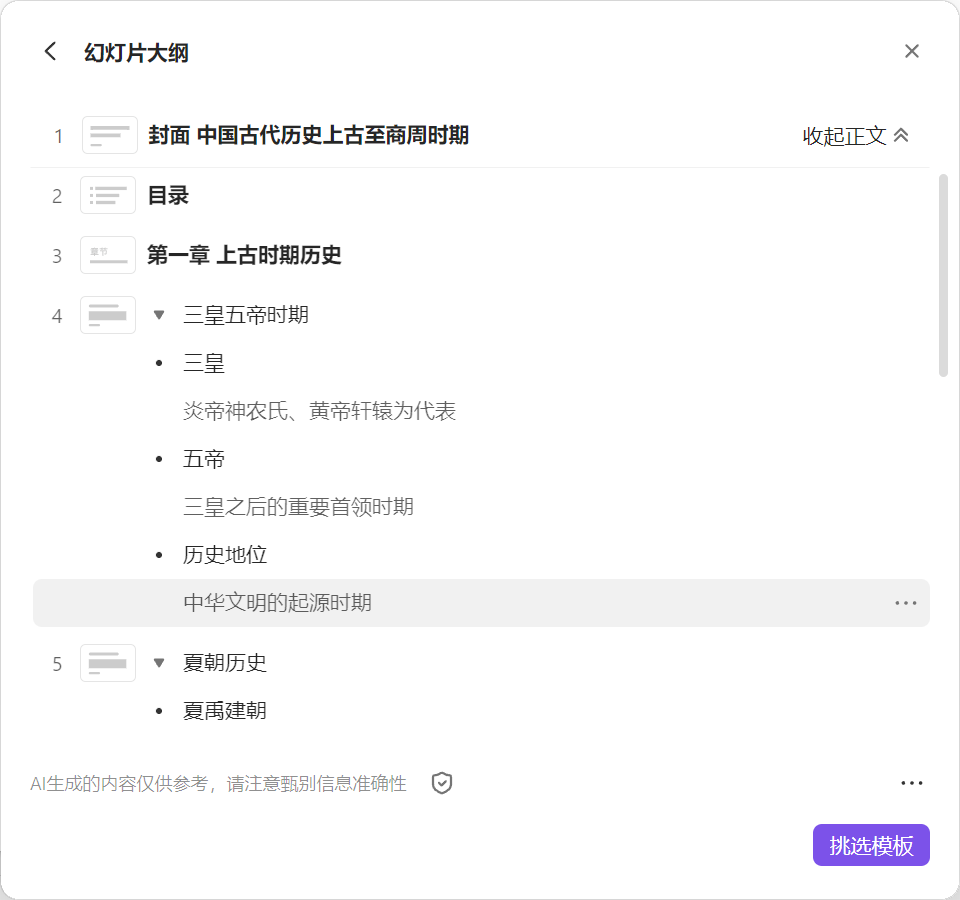 幻灯片大纲
1 封面 中国古代历史上古至商周时期 收起正文
2 目录
3 章节 第一章 上古时期历史
4 三皇五帝时期
• 三皇
炎帝神农氏、黄帝轩辕为代表
• 五帝
三皇之后的重要首领时期
• 历史地位
中华文明的起源时期
5 夏朝历史
• 夏禹建朝
AI生成的内容仅供参考，请注意甄别信息准确性
挑选模板